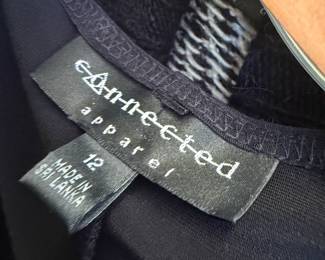 connected
apparel
12
MADE IN
SRI LANKA